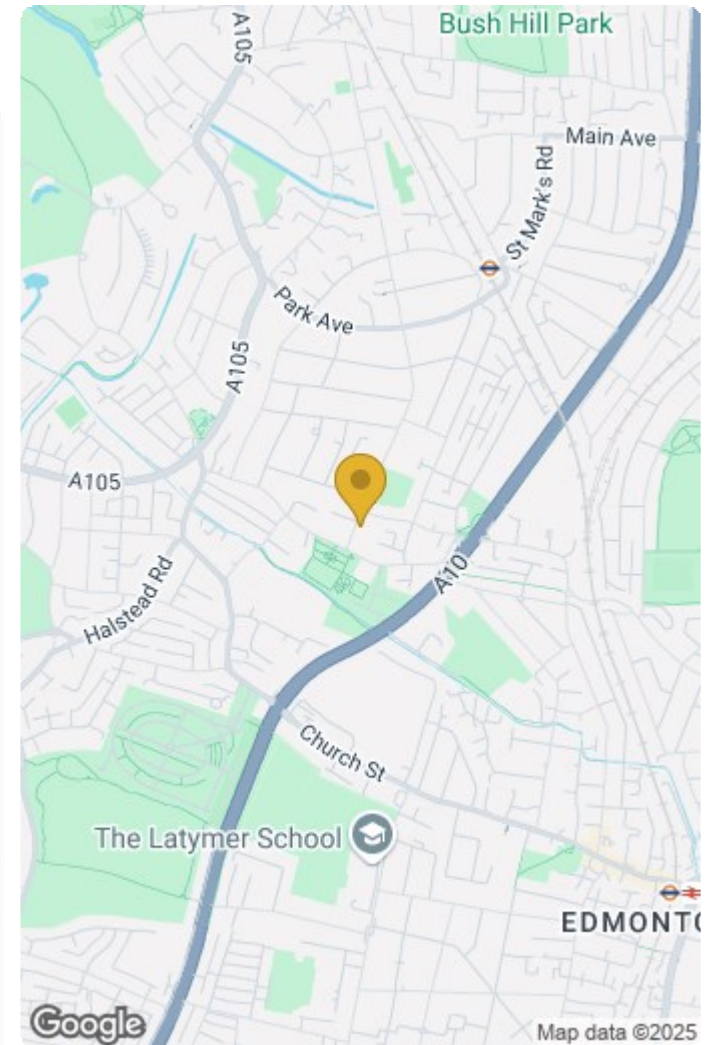 A105
Bush Hill Park
Main Ave
St Mark's Rd
Park Ave
A105
A105
A10
Halstead Rd
Church St
The Latymer School
EDMONTO
Google
Map data ©2025